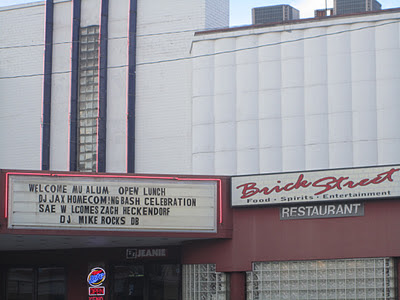 WELCOME MU ALUM OPEN LUNCH
DJ JAX HOMECOMING BASH CELEBRATION
SAE W LCOMES ZACH HECKENDORF
DJ MIKE ROCKS DB
Brick Street
Food · Spirits · Entertainment
RESTAURANT